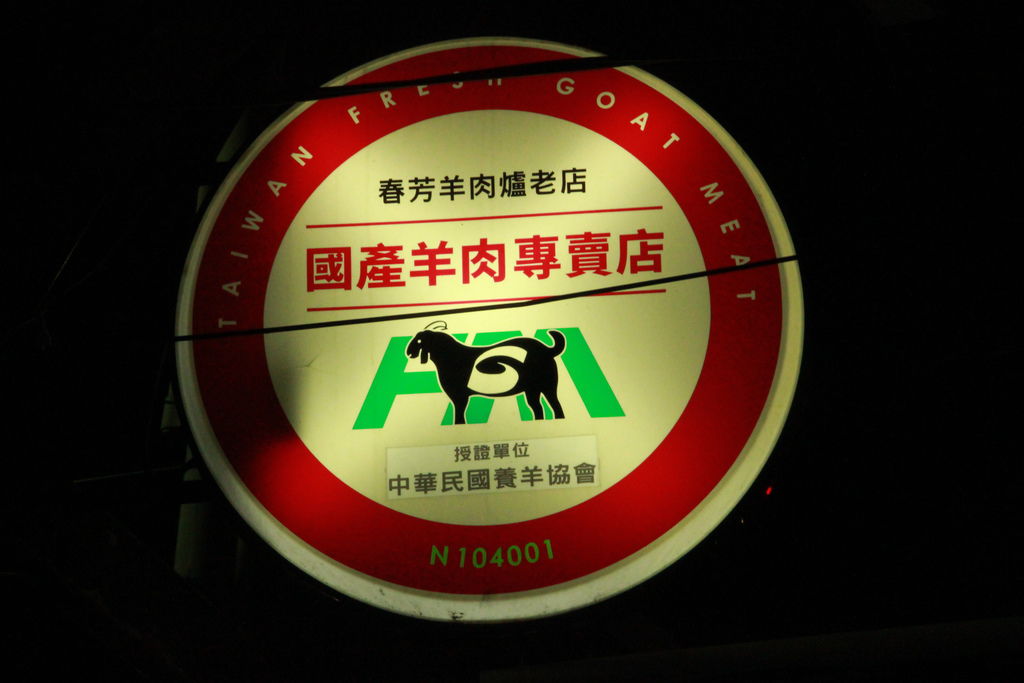 TAIWAN FRESH GOAT MEAT
春芳羊肉爐老店
國產羊肉專賣店
授證單位
中華民國養羊協會
N104001